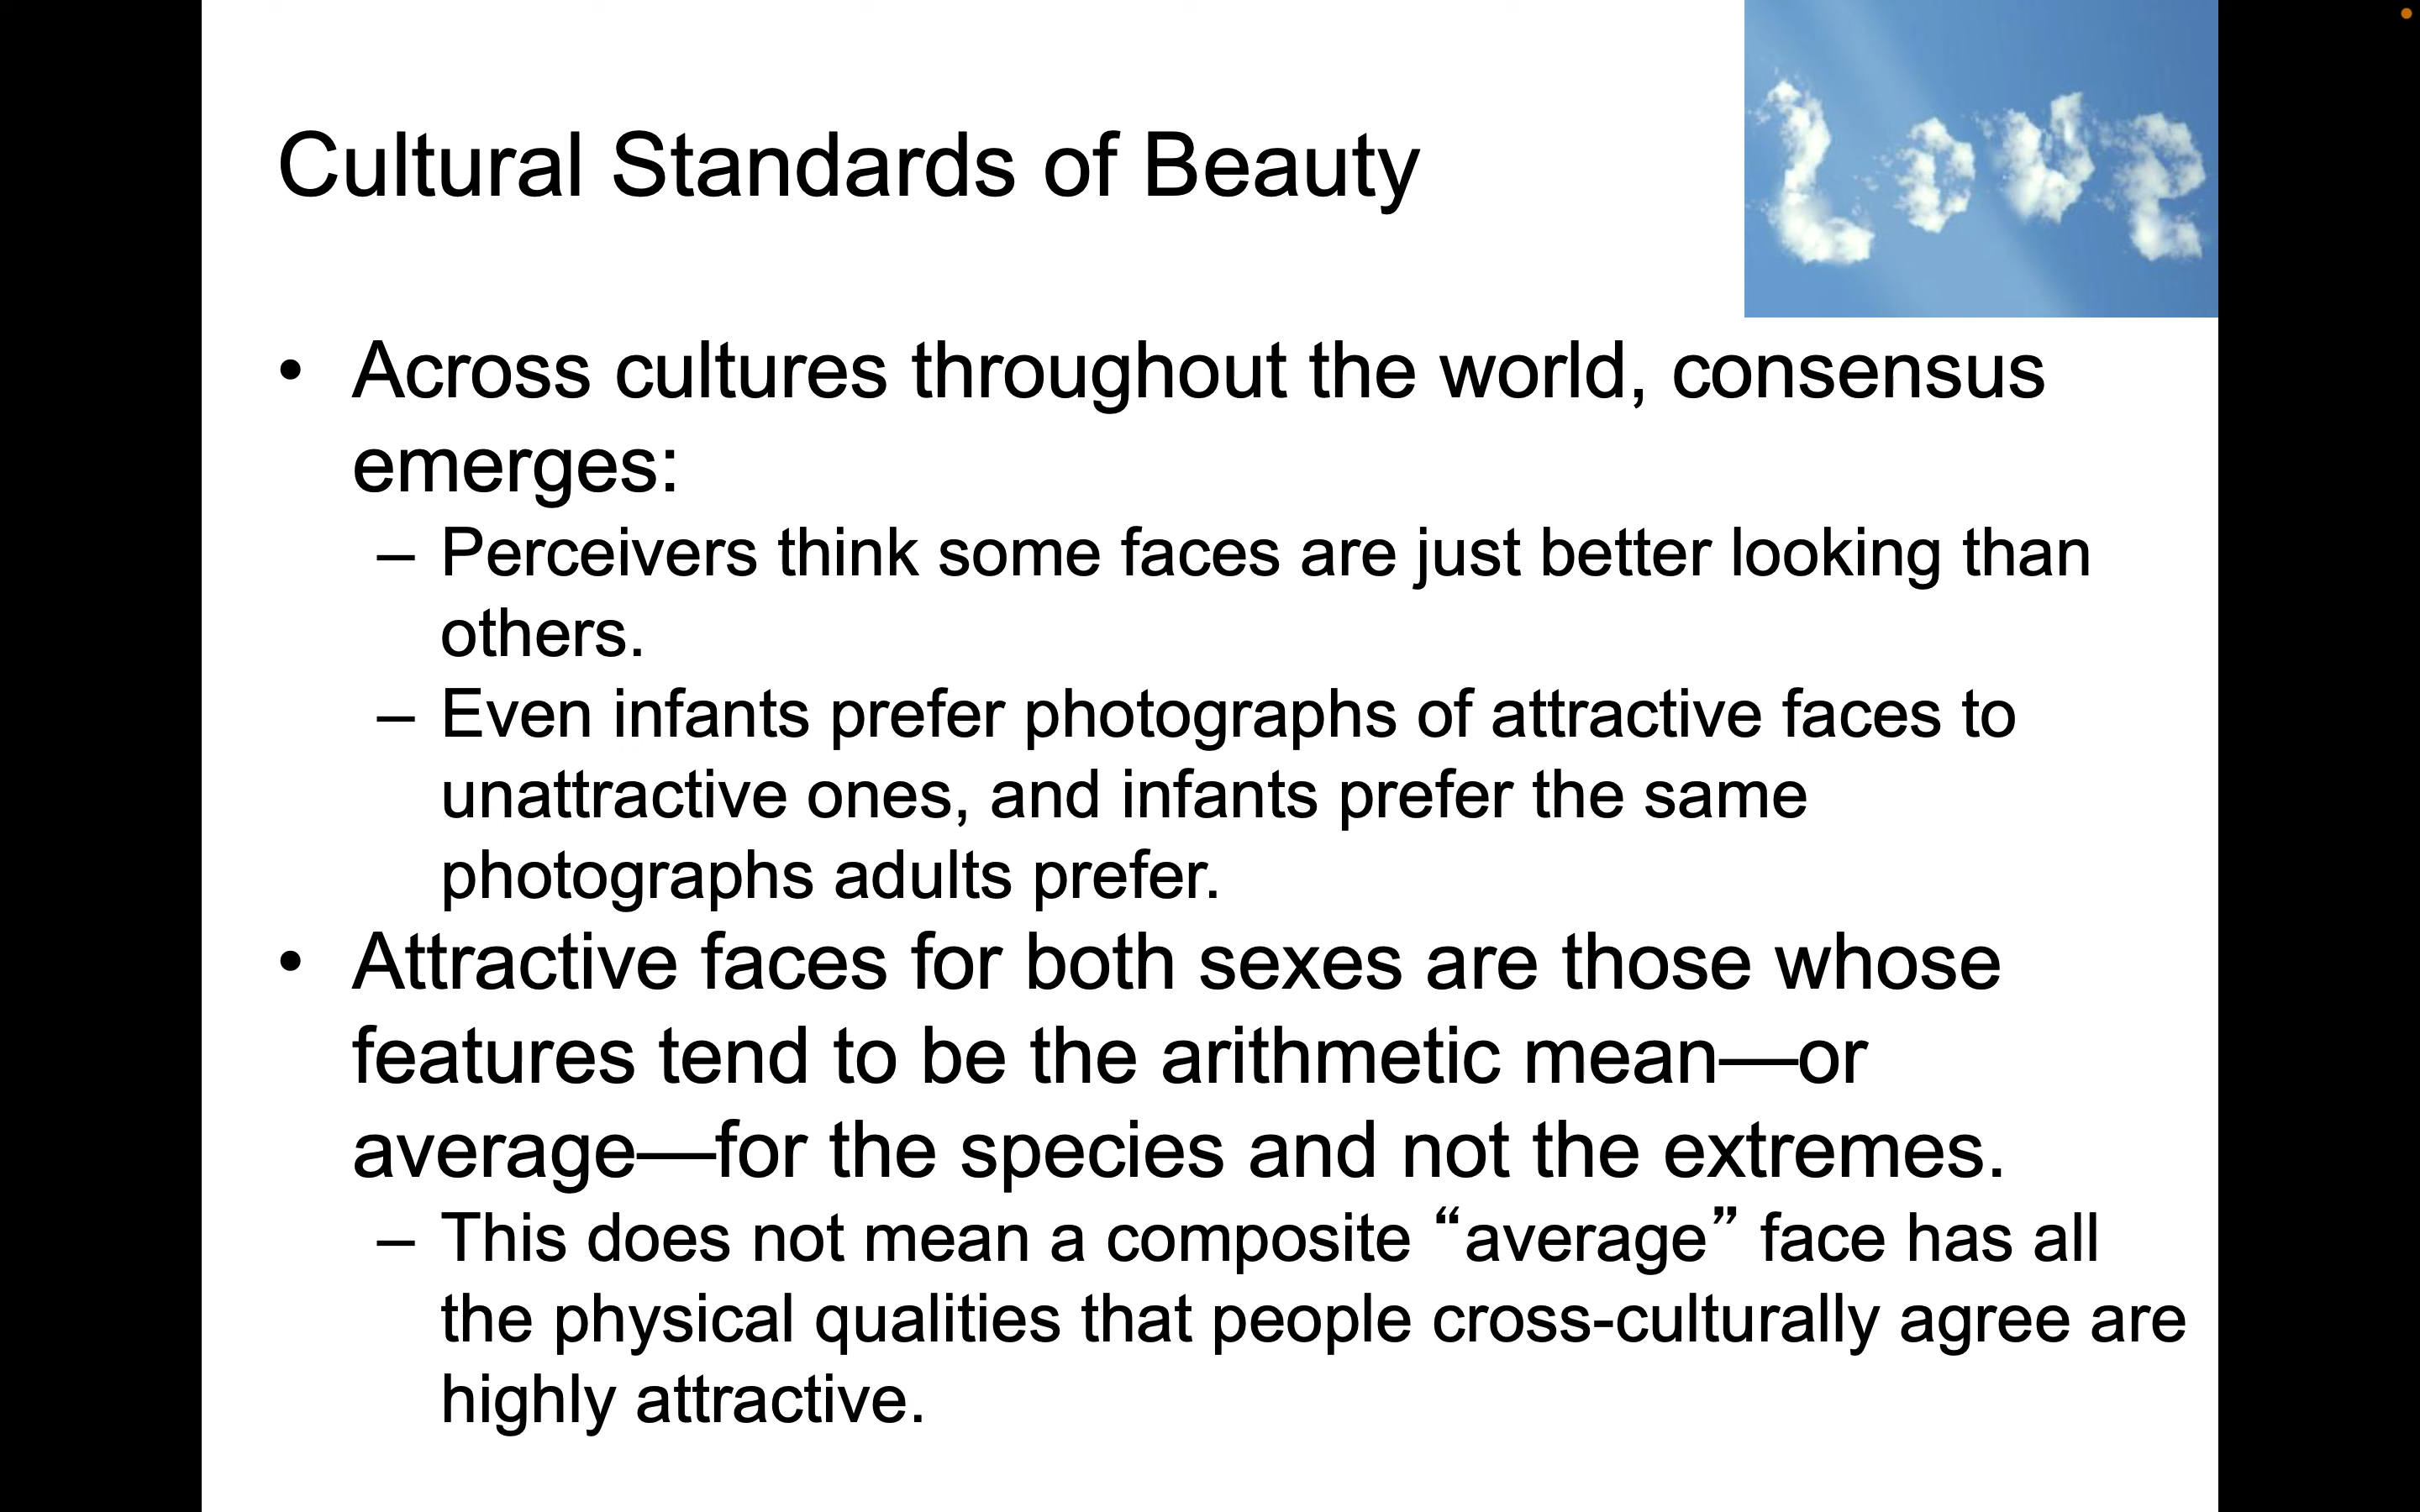 Cultural Standards of Beauty
Love
• Across cultures throughout the world, consensus
emerges:
– Perceivers think some faces are just better looking than
others.
– Even infants prefer photographs of attractive faces to
unattractive ones, and infants prefer the same
photographs adults prefer.
• Attractive faces for both sexes are those whose
features tend to be the arithmetic mean—or
average—for the species and not the extremes.
– This does not mean a composite “average” face has all
the physical qualities that people cross-culturally agree are
highly attractive.